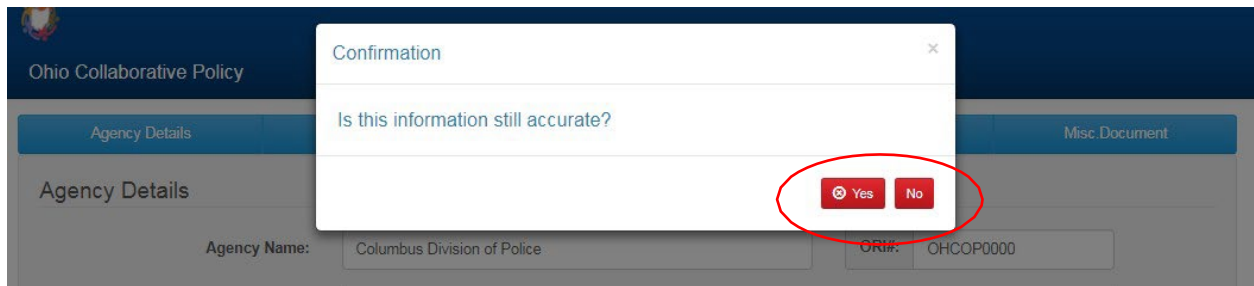 Confirmation ×
Ohio Collaborative Policy
Is this information still accurate?
Agency Details Misc.Document
Agency Details
Yes No
Agency Name: Columbus Division of Police ORI#: OHCOP0000